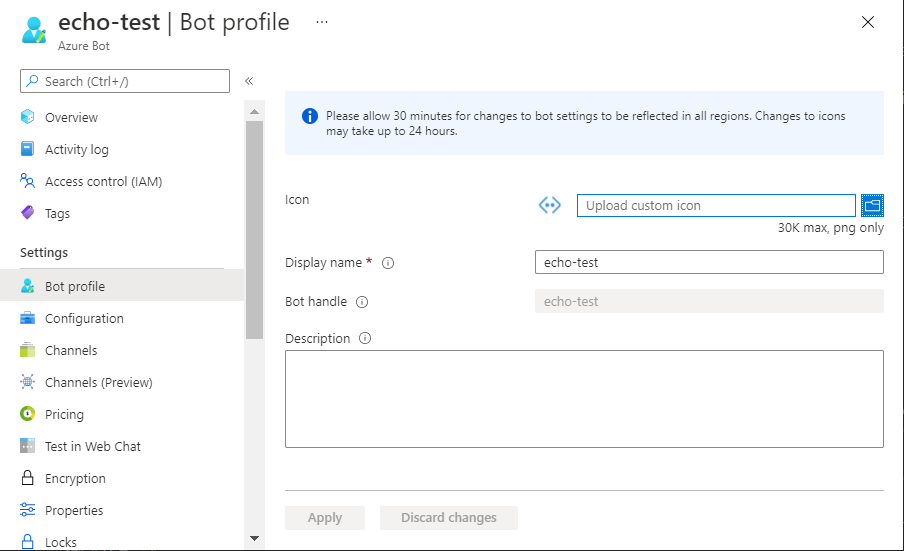 echo-test | Bot profile ...
Azure Bot
Search (Ctrl+/)
«
Overview
Activity log
Access control (IAM)
Tags
Settings
Bot profile
Configuration
Channels
Channels (Preview)
Pricing
Test in Web Chat
Encryption
Properties
Locks
Please allow 30 minutes for changes to bot settings to be reflected in all regions. Changes to icons
may take up to 24 hours.
Icon
Upload custom icon
30K max, png only
Display name *
echo-test
Bot handle
echo-test
Description
Apply
Discard changes